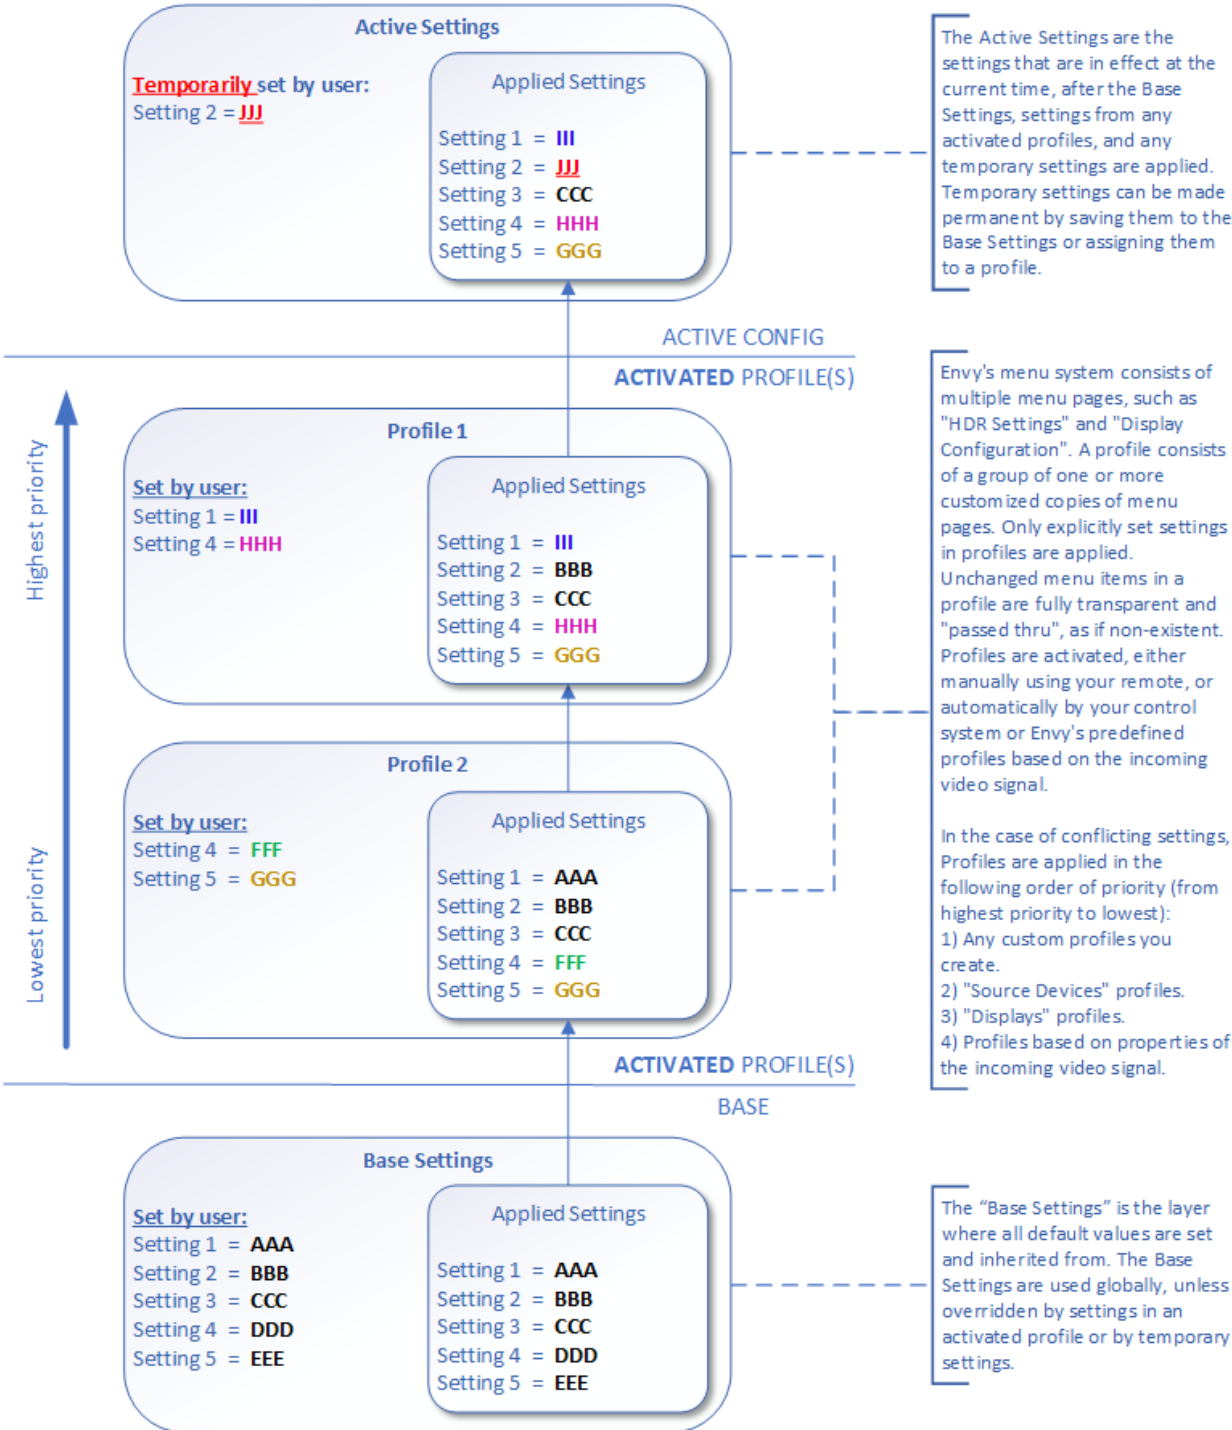 Active Settings
Temporarily set by user:
Setting 2 = JJJ
Applied Settings
Setting 1 = III
Setting 2 = JJJ
Setting 3 = CCC
Setting 4 = HHH
Setting 5 = GGG
The Active Settings are the
settings that are in effect at the
current time, after the Base
Settings, settings from any
activated profiles, and any
temporary settings are applied.
Temporary settings can be made
permanent by saving them to the
Base Settings or assigning them
to a profile.
ACTIVE CONFIG
ACTIVATED PROFILE(S)
Highest priority
Lowest priority
Profile 1
Set by user:
Setting 1 = III
Setting 4 = HHH
Applied Settings
Setting 1 = III
Setting 2 = BBB
Setting 3 = CCC
Setting 4 = HHH
Setting 5 = GGG
Profile 2
Set by user:
Setting 4 = FFF
Setting 5 = GGG
Applied Settings
Setting 1 = AAA
Setting 2 = BBB
Setting 3 = CCC
Setting 4 = FFF
Setting 5 = GGG
Envy's menu system consists of
multiple menu pages, such as
"HDR Settings" and "Display
Configuration". A profile consists
of a group of one or more
customized copies of menu
pages. Only explicitly set settings
in profiles are applied.
Unchanged menu items in a
profile are fully transparent and
"passed thru", as if non-existent.
Profiles are activated, either
manually using your remote, or
automatically by your control
system or Envy's predefined
profiles based on the incoming
video signal.
In the case of conflicting settings,
Profiles are applied in the
following order of priority (from
highest priority to lowest):
1) Any custom profiles you
create.
2) "Source Devices" profiles.
3) "Displays" profiles.
4) Profiles based on properties of
the incoming video signal.
ACTIVATED PROFILE(S)
BASE
Base Settings
Set by user:
Setting 1 = AAA
Setting 2 = BBB
Setting 3 = CCC
Setting 4 = DDD
Setting 5 = EEE
Applied Settings
Setting 1 = AAA
Setting 2 = BBB
Setting 3 = CCC
Setting 4 = DDD
Setting 5 = EEE
The “Base Settings” is the layer
where all default values are set
and inherited from. The Base
Settings are used globally, unless
overridden by settings in an
activated profile or by temporary
settings.